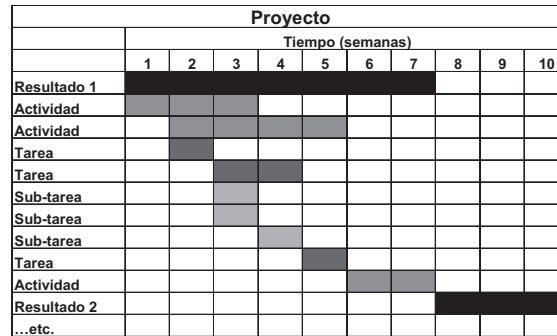 Proyecto
Tiempo (semanas)
1 2 3 4 5 6 7 8 9 10
Resultado 1
Actividad
Actividad
Tarea
Tarea
Sub-tarea
Sub-tarea
Sub-tarea
Tarea
Actividad
Resultado 2
...etc.